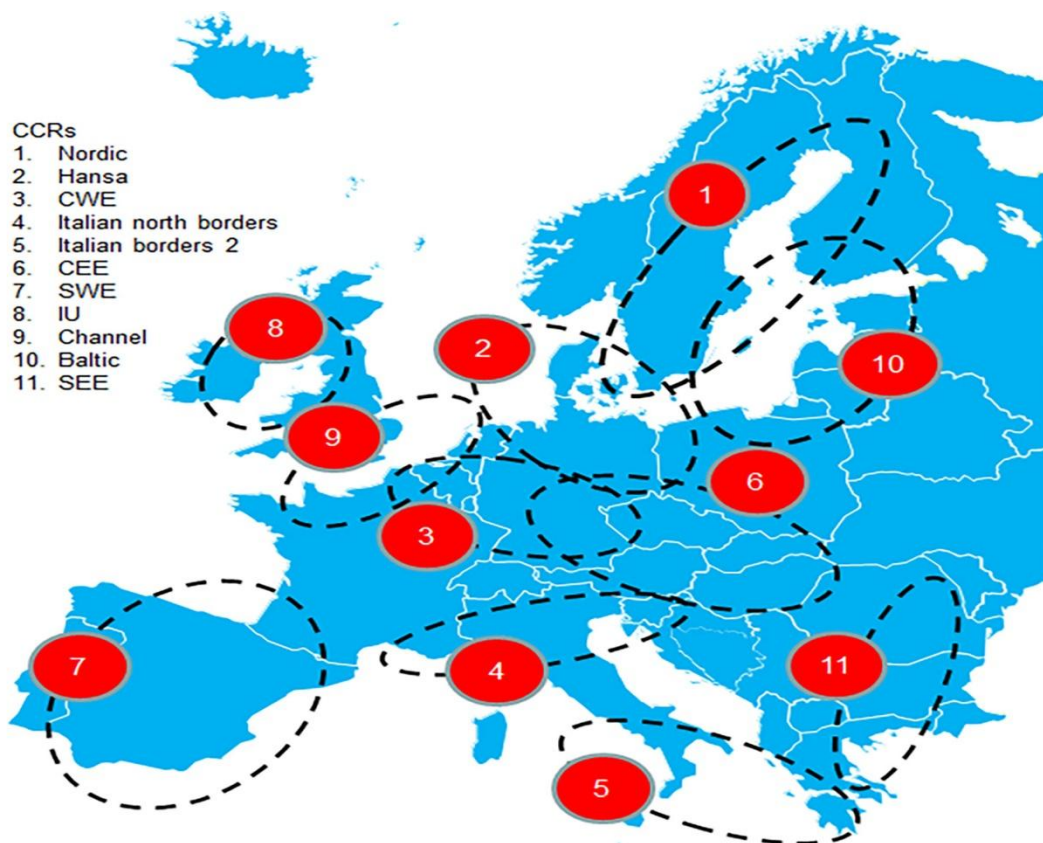 CCRs
1. Nordic
2. Hansa
3. CWE
4. Italian north borders
5. Italian borders 2
6. CEE
7. SWE
8. IU
9. Channel
10. Baltic
11. SEE
1
2
8
10
9
6
3
7
4
11
5